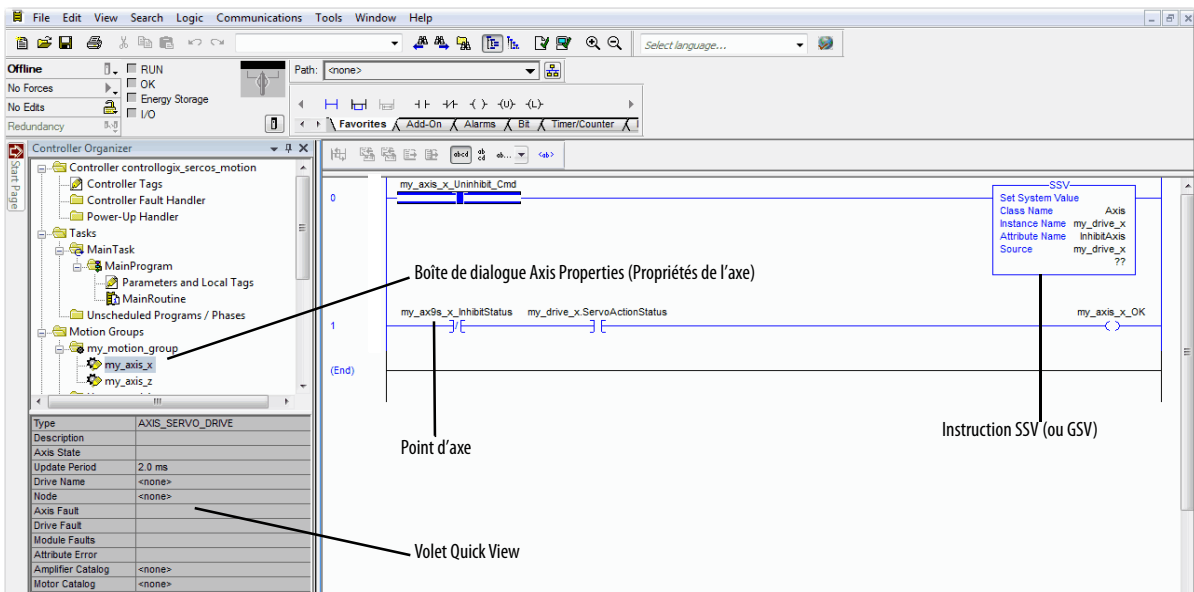 File Edit View Search Logic Communications Tools Window Help
Select language...
Offline
RUN
Path: <none>
No Forces
OK
No Edits
Energy Storage
Redundancy
I/O
Favorites Add-On Alarms Bit Timer/Counter
Start Page
Controller Organizer
Controller controllogix_sercos_motion
Controller Tags
Controller Fault Handler
Power-Up Handler
Tasks
MainTask
MainProgram
Parameters and Local Tags
MainRoutine
Unscheduled Programs / Phases
Motion Groups
my_motion_group
my_axis_x
my_axis_z
Type AXIS_SERVO_DRIVE
Description
Axis State
Update Period 2.0 ms
Drive Name <none>
Node <none>
Axis Fault
Drive Fault
Module Faults
Attribute Error
Amplifier Catalog <none>
Motor Catalog <none>
0
my_axis_x_Uninhibit_Cmd
SSV
Set System Value
Class Name Axis
Instance Name my_drive_x
Attribute Name InhibitAxis
Source my_drive_x
??
Boîte de dialogue Axis Properties (Propriétés de l'axe)
1
my_ax9s_x_InhibitStatus my_drive_x.ServoActionStatus my_axis_x_OK
(End)
Point d'axe
Instruction SSV (ou GSV)
Volet Quick View